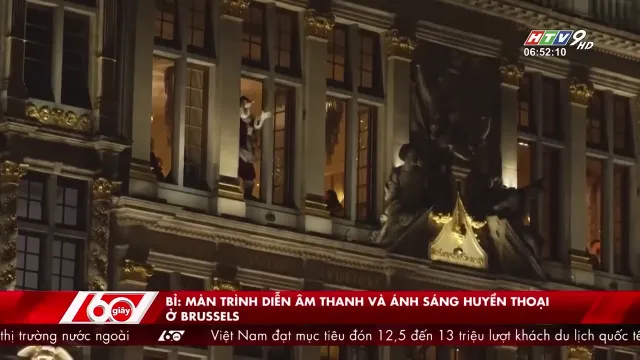 HTV9 HD
06:52:10
60 giây
BỈ: MÀN TRÌNH DIỄN ÂM THANH VÀ ÁNH SÁNG HUYỀN THOẠI
Ở BRUSSELS
thị trường nước ngoài
Việt Nam đạt mục tiêu đón 12,5 đến 13 triệu lượt khách du lịch quốc tế